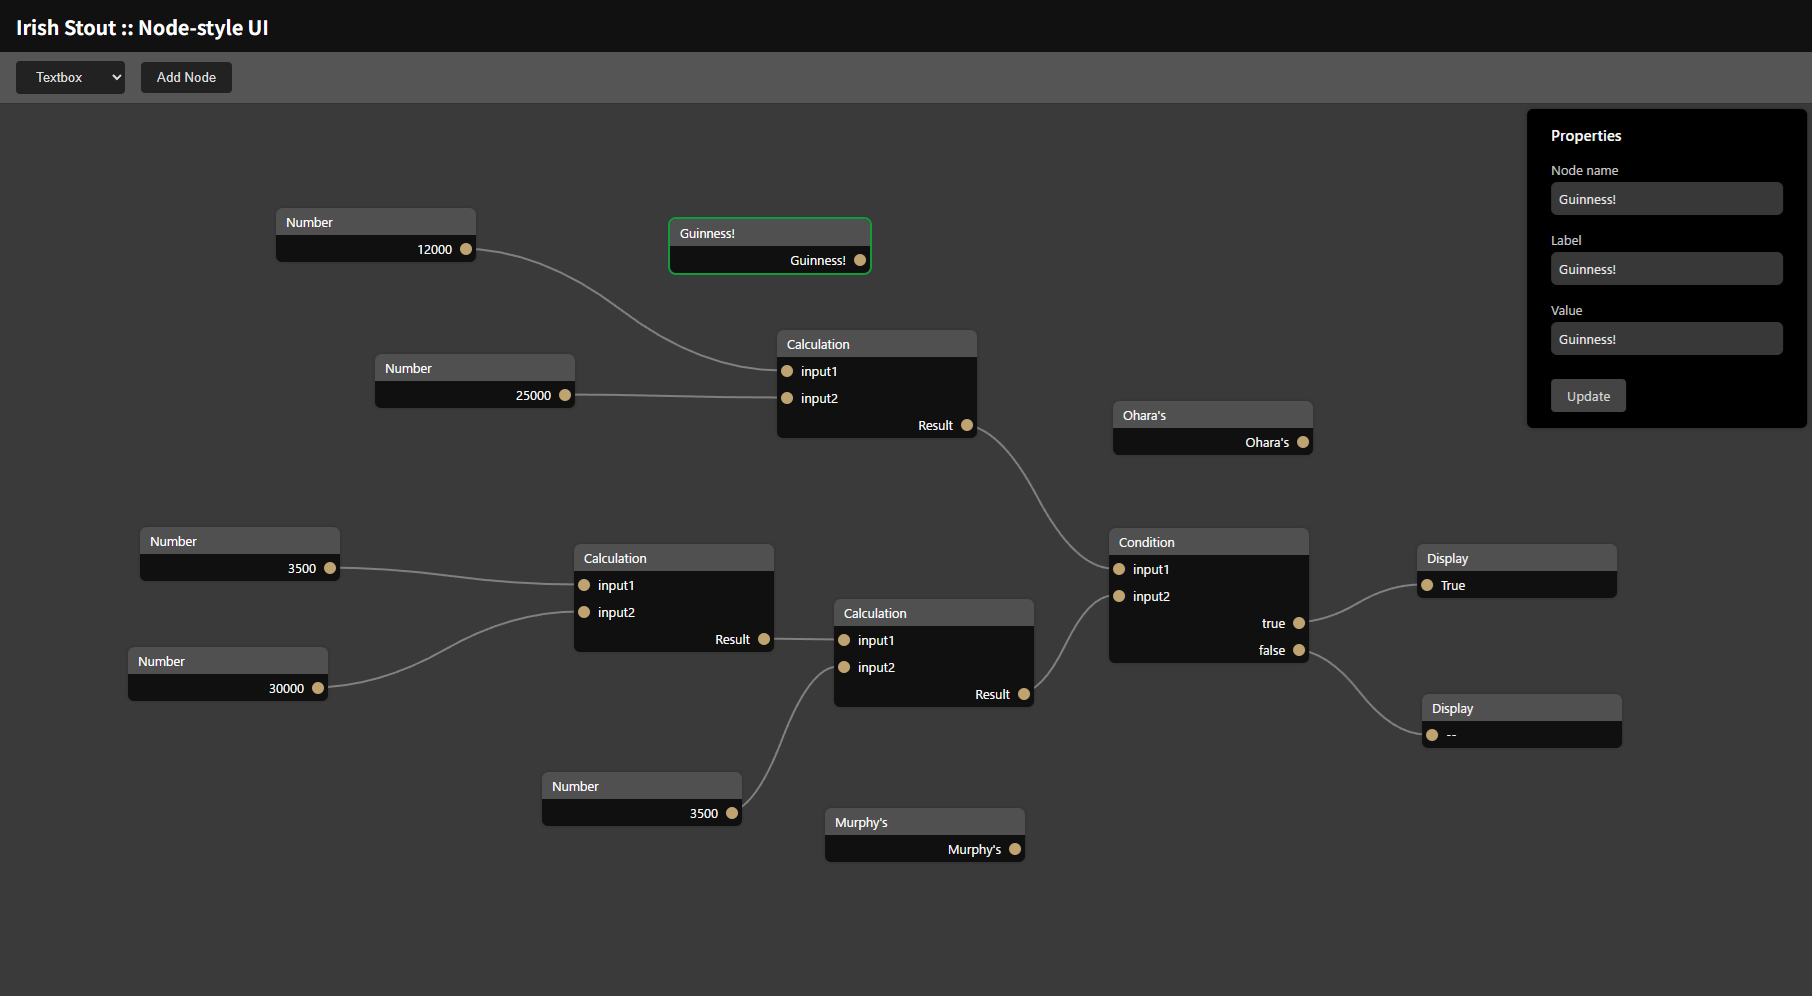 Irish Stout :: Node-style UI
Textbox
Add Node
Properties
Node name
Guinness!
Label
Guinness!
Value
Guinness!
Update
Number
12000
Guinness!
Guinness!
Number
25000
Calculation
input1
input2
Result
Ohara's
Ohara's
Number
3500
Number
30000
Calculation
input1
input2
Result
Calculation
input1
input2
Result
Condition
input1
input2
true
false
Display
True
Display
--
Number
3500
Murphy's
Murphy's